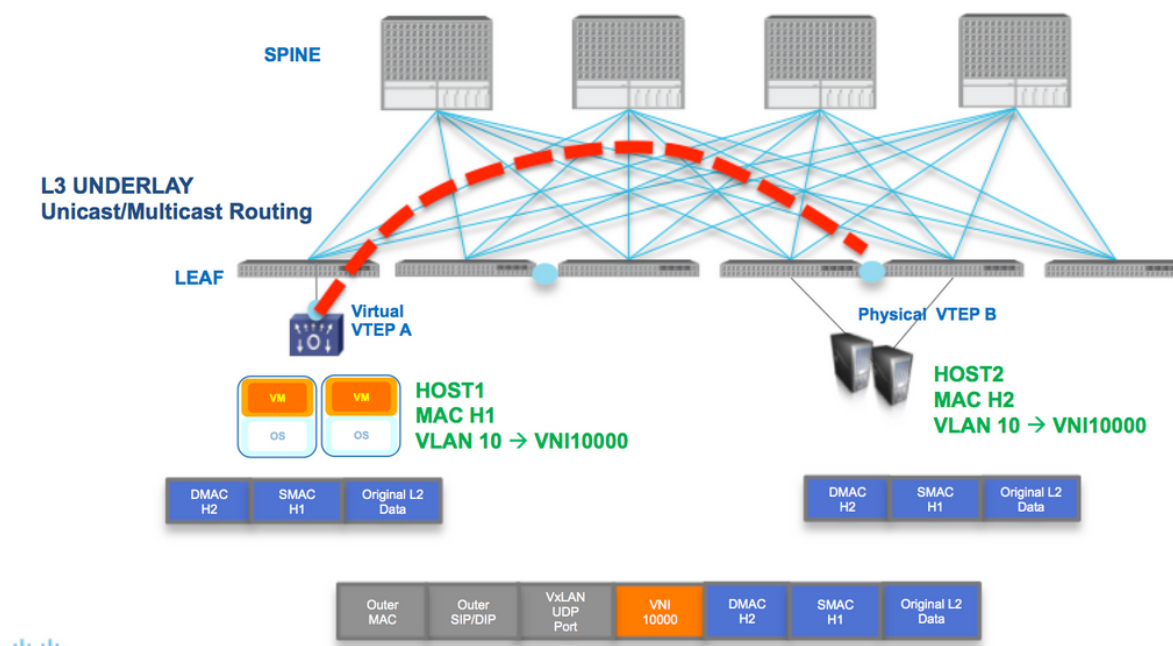 SPINE
L3 UNDERLAY
Unicast/Multicast Routing
LEAF
Virtual
VTEP A
Physical VTEP B
VM
VM
OS
OS
HOST1
MAC H1
VLAN 10 → VNI10000
HOST2
MAC H2
VLAN 10 → VNI10000
DMAC
H2
SMAC
H1
Original L2
Data
DMAC
H2
SMAC
H1
Original L2
Data
Outer
MAC
Outer
SIP/DIP
VxLAN
UDP
Port
VNI
10000
DMAC
H2
SMAC
H1
Original L2
Data